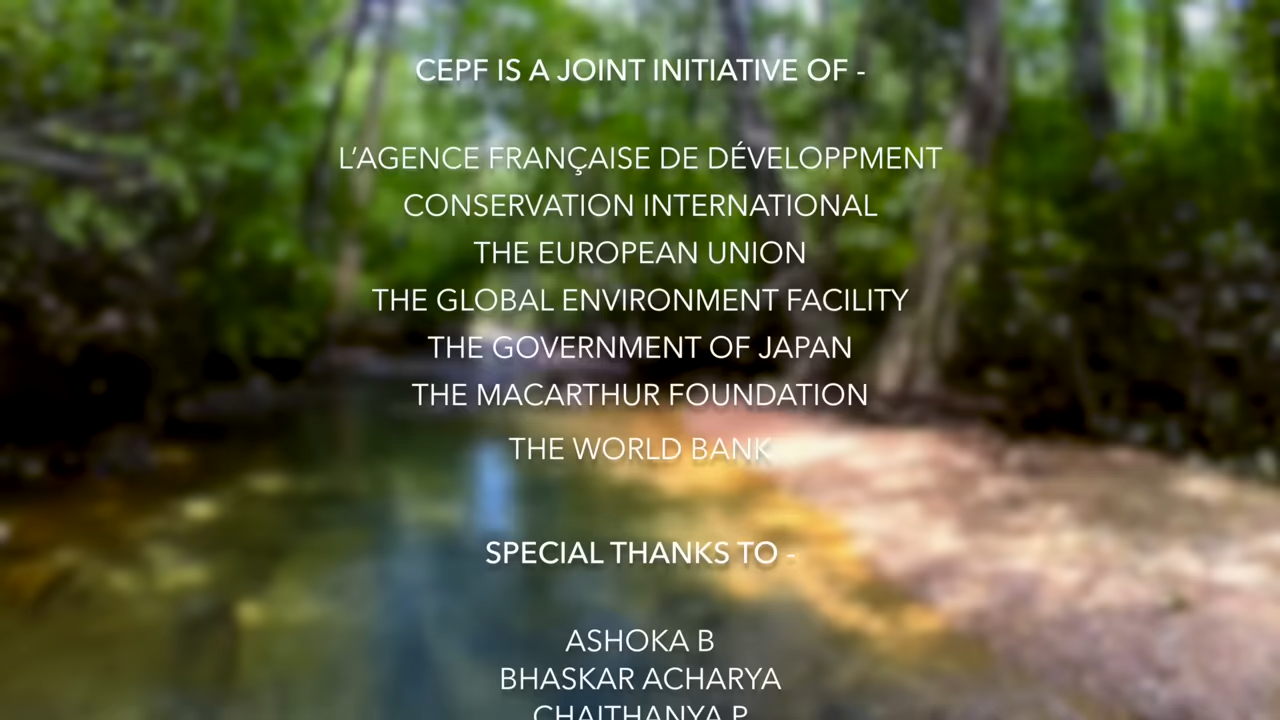 CEPF IS A JOINT INITIATIVE OF -
L'AGENCE FRANÇAISE DE DÉVELOPPMENT
CONSERVATION INTERNATIONAL
THE EUROPEAN UNION
THE GLOBAL ENVIRONMENT FACILITY
THE GOVERNMENT OF JAPAN
THE MACARTHUR FOUNDATION
THE WORLD BANK
SPECIAL THANKS TO -
ASHOKA B
BHASKAR ACHARYA
CHAITHANYA P